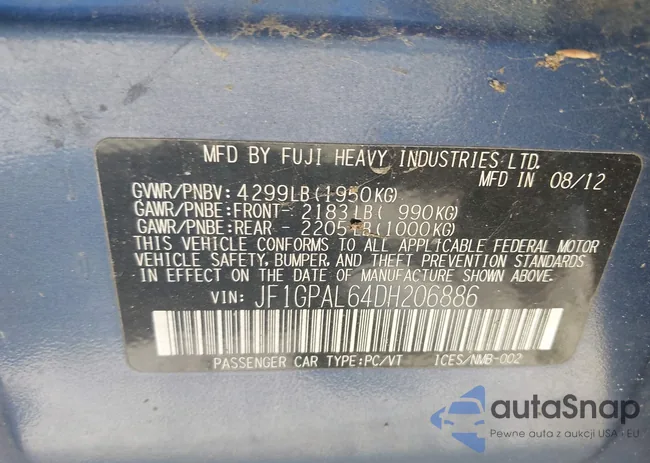 MFD BY FUJI HEAVY INDUSTRIES LTD.
MFD IN 08/12
GVWR/PNBV: 4299LB(1950KG)
GAWR/PNBE:FRONT- 2183LB( 990KG)
GAWR/PNBE:REAR - 2205LB(1000KG)
THIS VEHICLE CONFORMS TO ALL APPLICABLE FEDERAL MOTOR
VEHICLE SAFETY, BUMPER, AND THEFT PREVENTION STANDARDS
IN EFFECT ON THE DATE OF MANUFACTURE SHOWN ABOVE.
VIN: JF1GPAL64DH206886
PASSENGER CAR TYPE:PC/VT ICES/NMB-002
autoSnap
Pewne auta z aukcji USA - EU